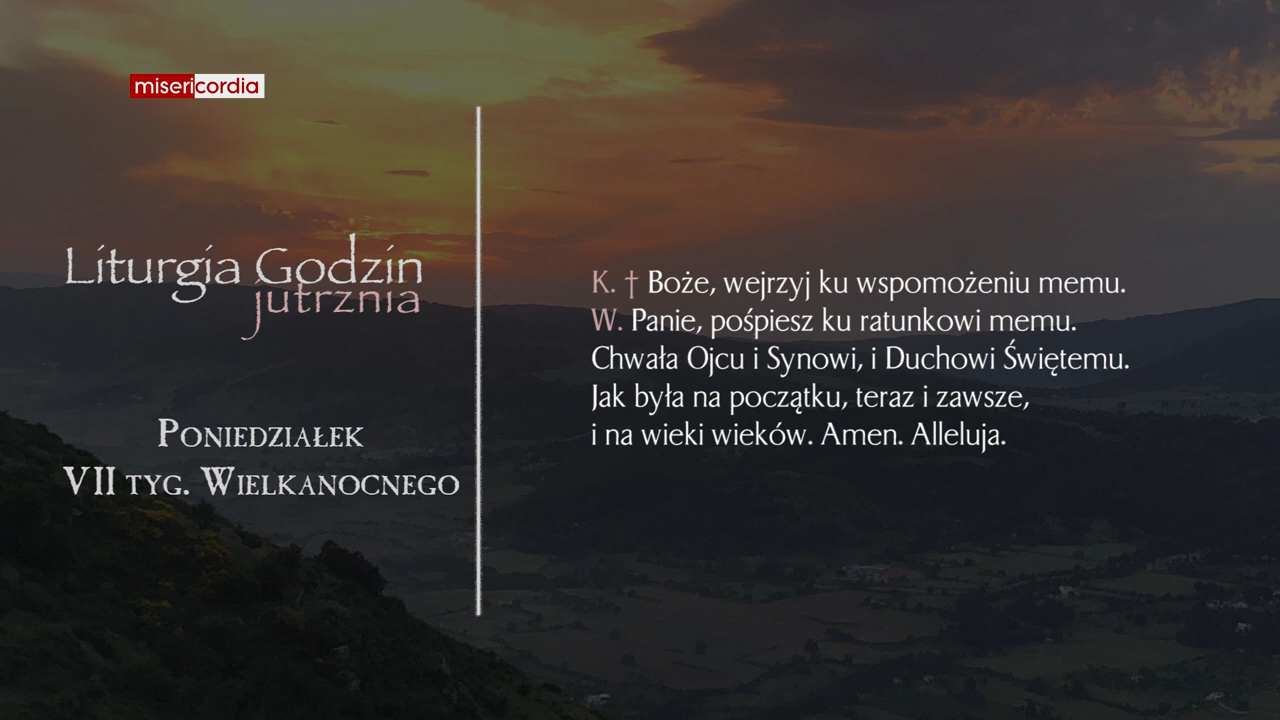 misericordia
Liturgia Godzin
jutrznia
Poniedziałek
VII tyg. Wielkanocnego
K. † Boże, wejrzyj ku wspomożeniu memu.
W. Panie, pośpiesz ku ratunkowi memu.
Chwała Ojcu i Synowi, i Duchowi Świętemu.
Jak była na początku, teraz i zawsze,
i na wieki wieków. Amen. Alleluja.